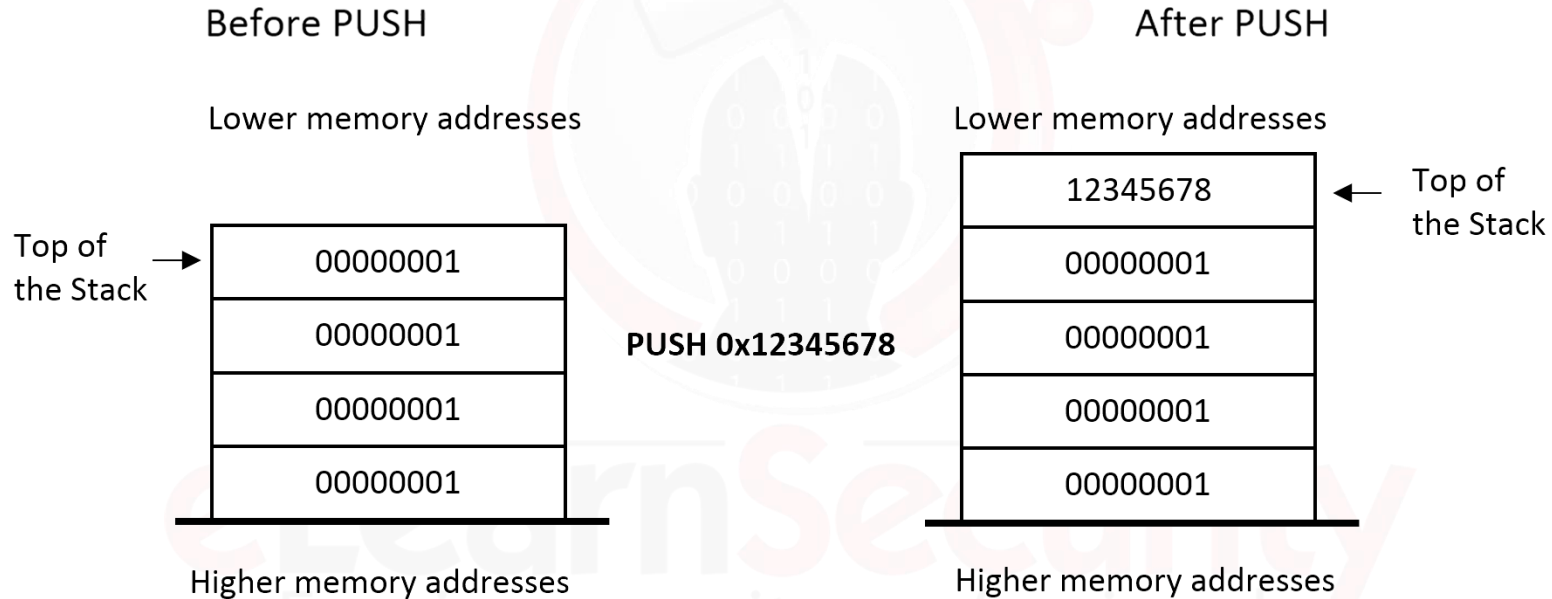 Before PUSH
After PUSH
Lower memory addresses
Lower memory addresses
Top of
the Stack
00000001
00000001
00000001
00000001
PUSH 0x12345678
12345678
00000001
00000001
00000001
00000001
Top of
the Stack
Higher memory addresses
Higher memory addresses
eLearnSecurity